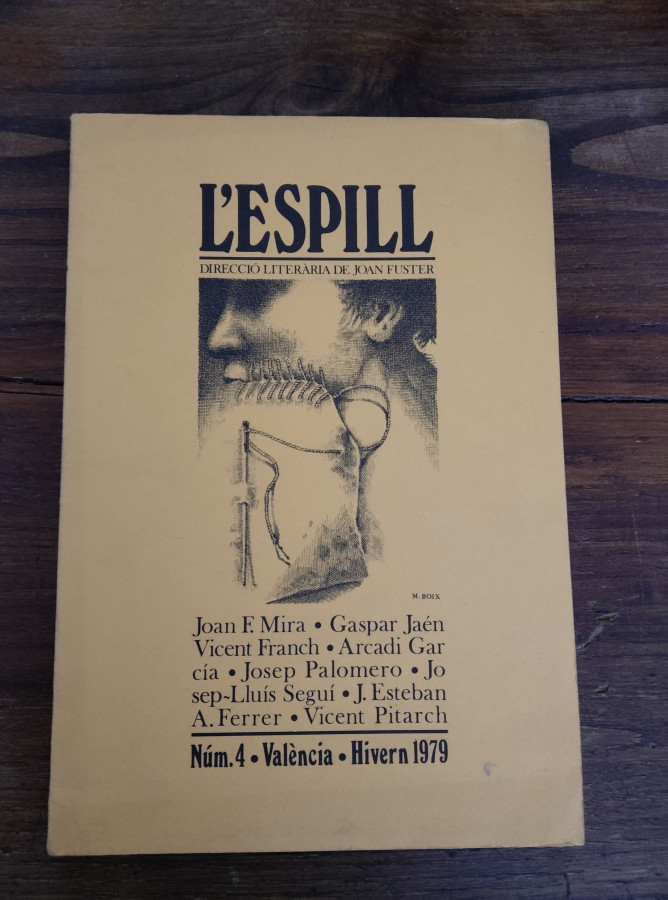 L'ESPILL
DIRECCIÓ LITERÀRIA DE JOAN FUSTER
M. BOIX
Joan F. Mira • Gaspar Jaén
Vicent Franch • Arcadi Gar
cía • Josep Palomero • Jo
sep-Lluís Seguí • J. Esteban
A. Ferrer • Vicent Pitarch
Núm. 4 • València • Hivern 1979